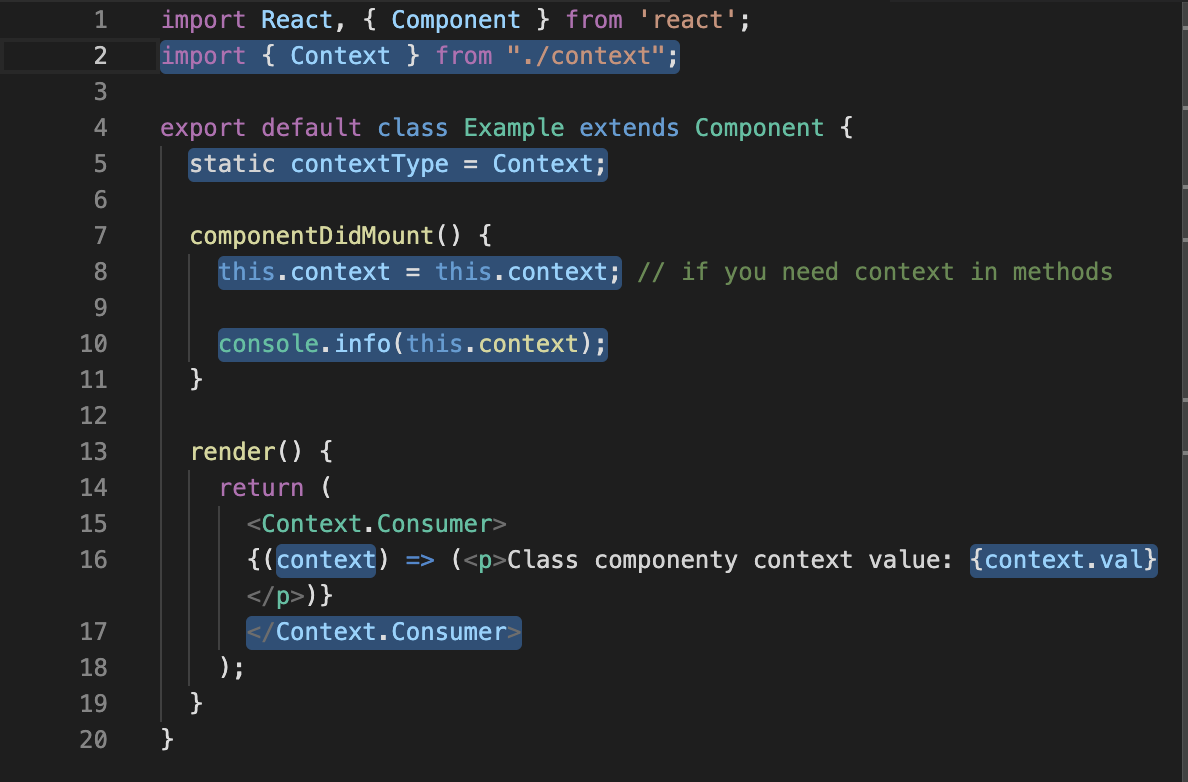 1 import React, { Component } from 'react';
2 import { Context } from "./context";
3
4 export default class Example extends Component {
5 static contextType = Context;
6
7 componentDidMount() {
8 this.context = this.context; // if you need context in methods
9
10 console.info(this.context);
11 }
12
13 render() {
14 return (
15 <Context.Consumer>
16 {(context) => (<p>Class componenty context value: {context.val}
</p>)}
17 </Context.Consumer>
18 );
19 }
20 }